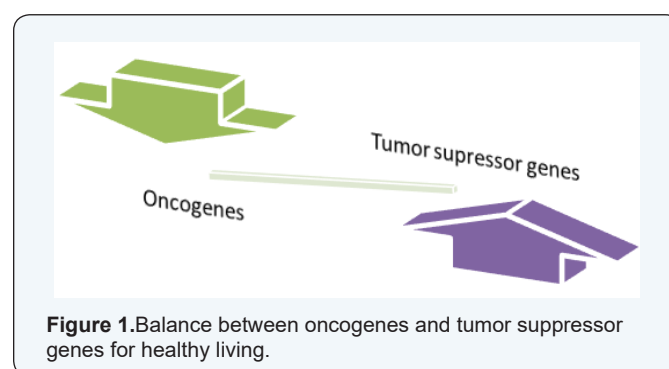 Tumor supressor genes
Oncogenes
Figure 1.Balance between oncogenes and tumor suppressor
genes for healthy living.